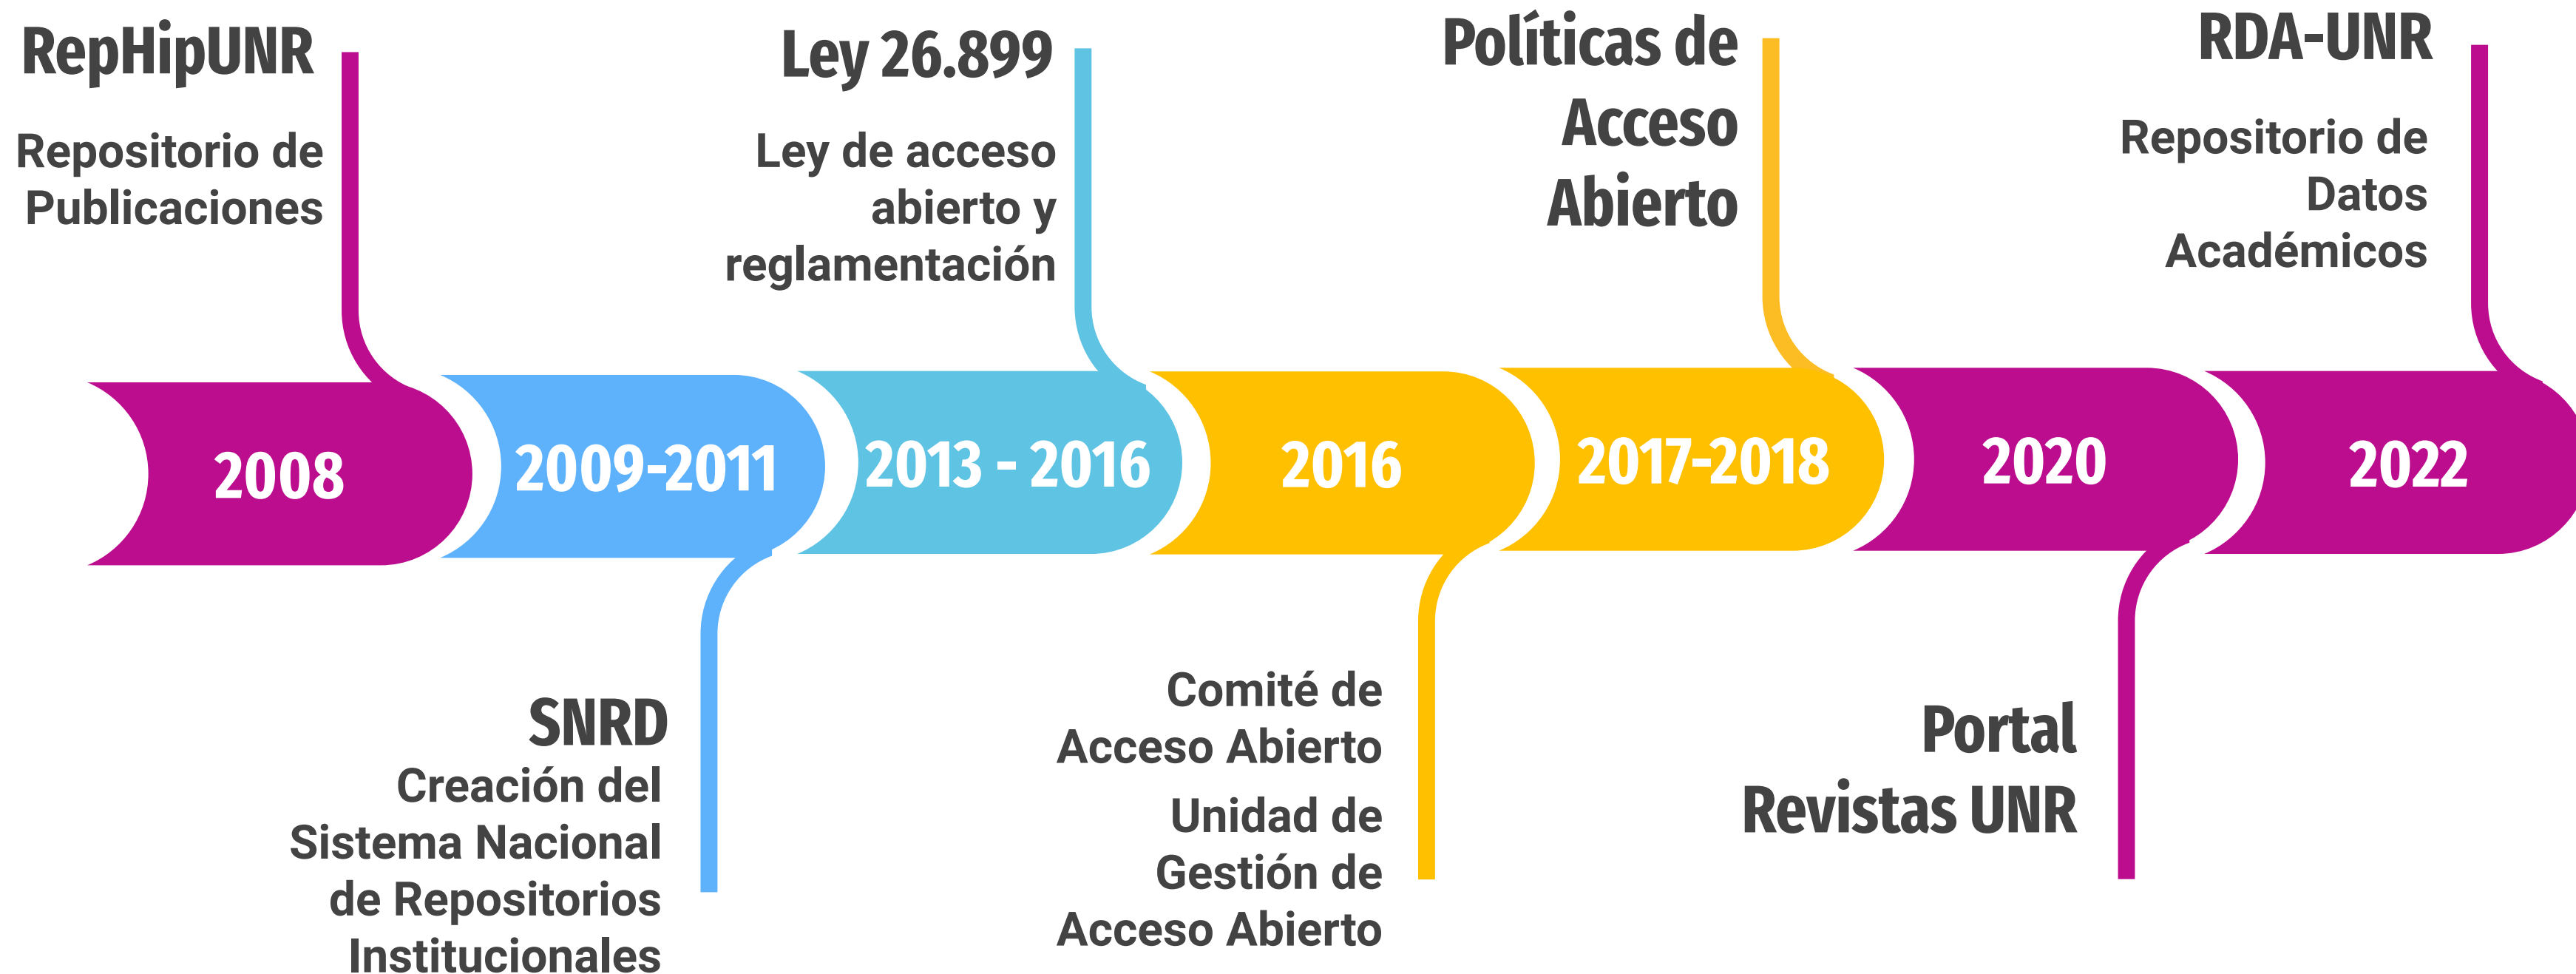 RepHipUNR
Repositorio de
Publicaciones
Ley 26.899
Ley de acceso
abierto y
reglamentación
Políticas de
Acceso
Abierto
RDA-UNR
Repositorio de
Datos
Académicos
2008
2009-2011
2013 - 2016
2016
2017-2018
2020
2022
SNRD
Creación del
Sistema Nacional
de Repositorios
Institucionales
Comité de
Acceso Abierto
Unidad de
Gestión de
Acceso Abierto
Portal
Revistas UNR